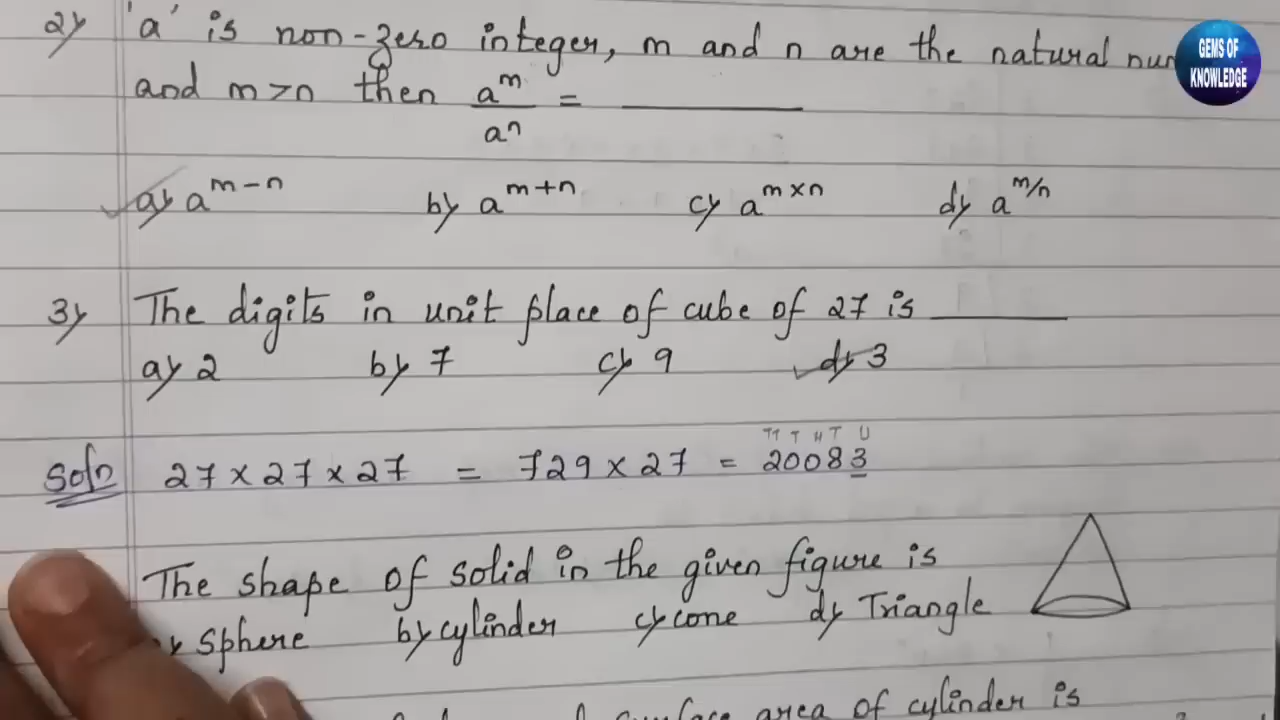 2) 'a' is non-zero integer, m and n are the natural
and m>n then a^m/a^n = ________
a) a^m-n b) a^m+n c) a^m×n d) a^m/n
3) The digits in unit place of cube of 27 is ________
a) 2 b) 7 c) 9 d) 3
TT T H T U
Soln 27 × 27 × 27 = 729 × 27 = 20083
The shape of solid in the given figure is
Sphere b) cylinder c) cone d) Triangle
surface area of cylinder is
GEMS OF
KNOWLEDGE